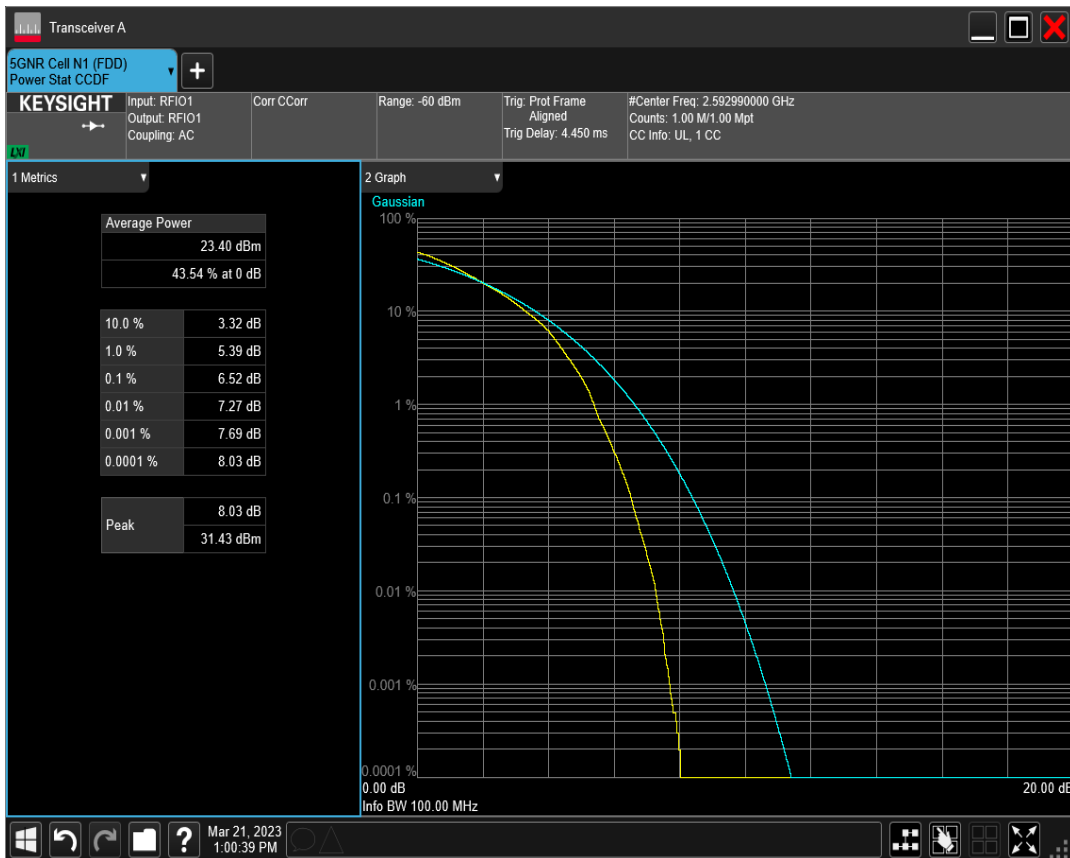 Transceiver A
5GNR Cell N1 (FDD)
Power Stat CCDF
+
KEYSIGHT
LXI
Input: RFIO1
Output: RFIO1
Coupling: AC
Corr CCorr
Range: -60 dBm
Trig: Prot Frame
Aligned
Trig Delay: 4.450 ms
#Center Freq: 2.592990000 GHz
Counts: 1.00 M/1.00 Mpt
CC Info: UL, 1 CC
1 Metrics
Average Power
23.40 dBm
43.54 % at 0 dB
10.0 % 3.32 dB
1.0 % 5.39 dB
0.1 % 6.52 dB
0.01 % 7.27 dB
0.001 % 7.69 dB
0.0001 % 8.03 dB
Peak
8.03 dB
31.43 dBm
2 Graph
Gaussian
100 %
10 %
1 %
0.1 %
0.01 %
0.001 %
0.0001 %
0.00 dB 20.00 dB
Info BW 100.00 MHz
?
Mar 21, 2023
1:00:39 PM